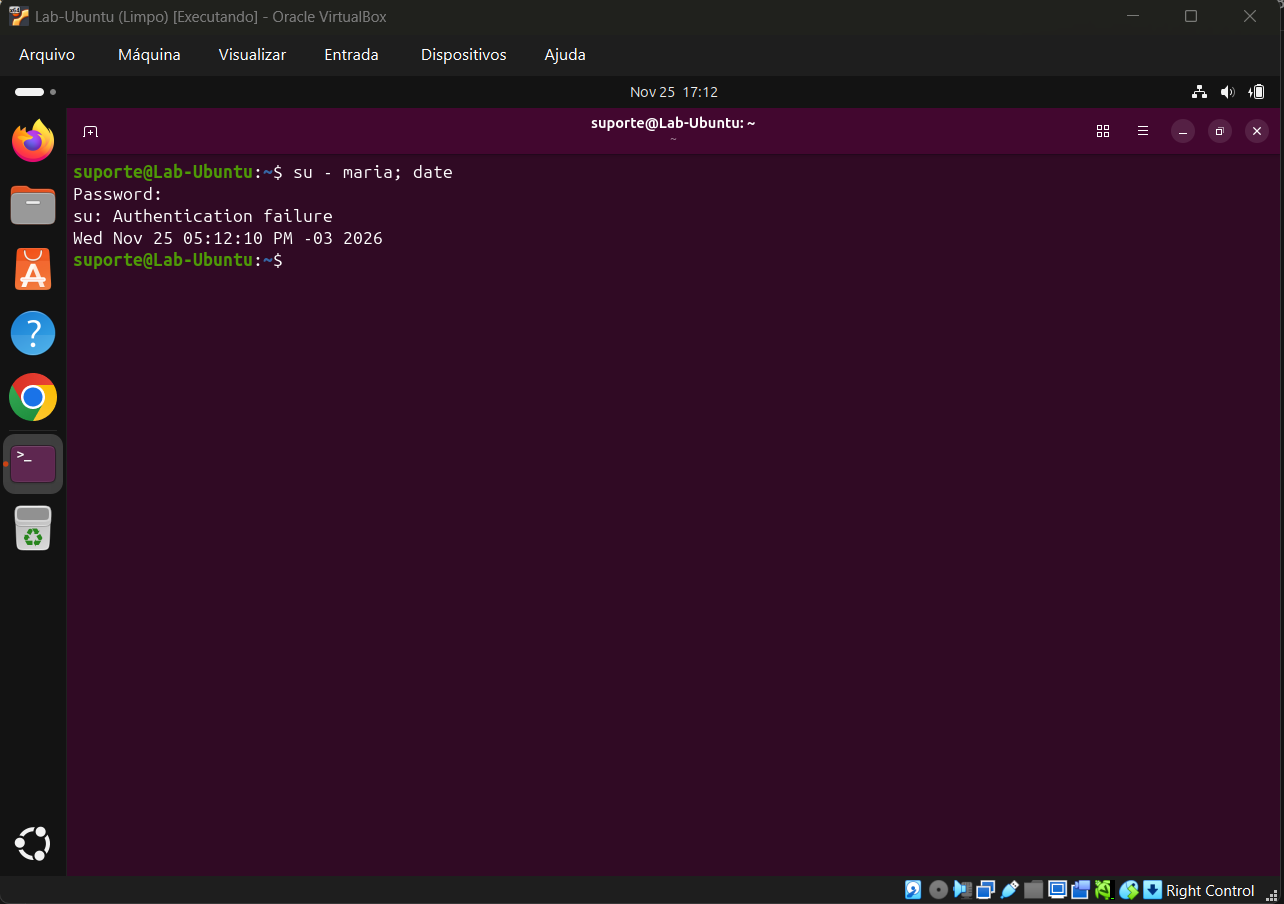 Lab-Ubuntu (Limpo) [Executando] - Oracle VirtualBox
Arquivo Máquina Visualizar Entrada Dispositivos Ajuda
Nov 25 17:12
suporte@Lab-Ubuntu: ~
~
suporte@Lab-Ubuntu:~$ su - maria; date
Password:
su: Authentication failure
Wed Nov 25 05:12:10 PM -03 2026
suporte@Lab-Ubuntu:~$
Right Control